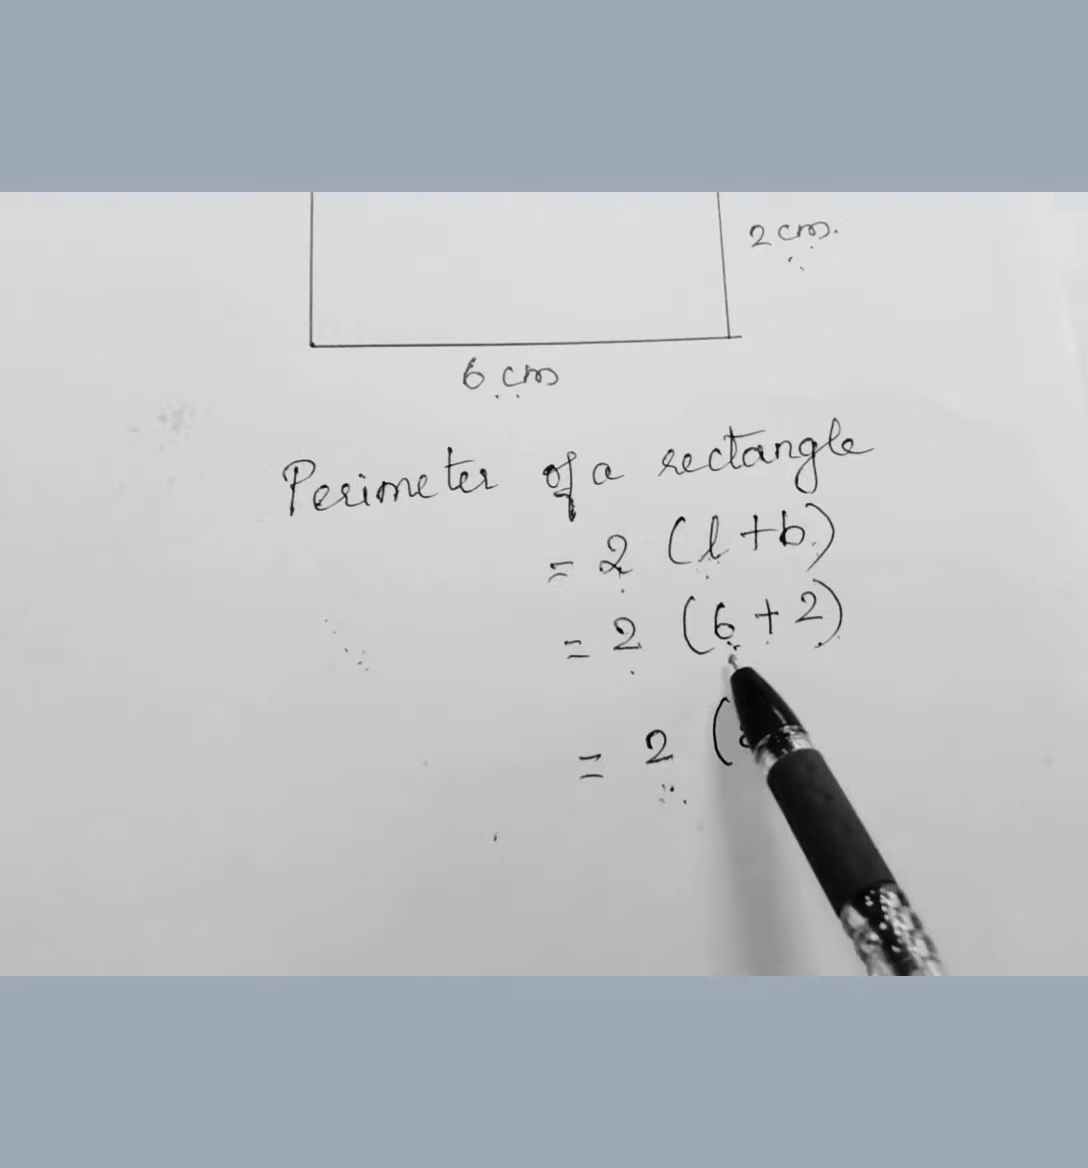 2 cm.
6 cm
Perimeter of a rectangle
= 2 (l + b)
= 2 (6 + 2)
= 2 (